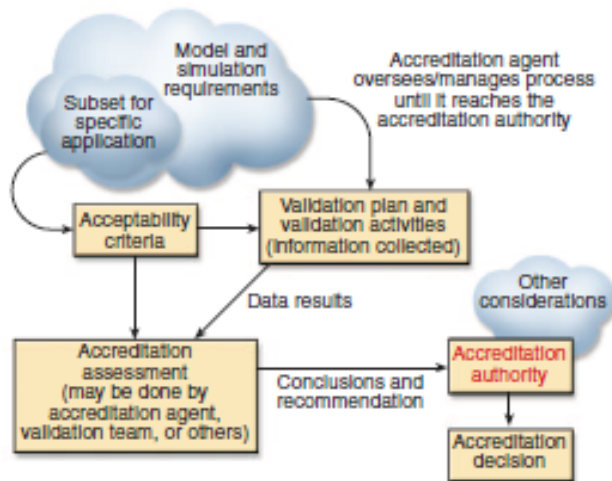 Model and
simulation
requirements
Accreditation agent
oversees/manages process
until it reaches the
accreditation authority
Subset for
specific
application
Acceptability
criteria
Validation plan and
validation activities
(Information collected)
Data results
Other
considerations
Accreditation
assessment
(may be done by
accreditation agent,
validation team, or others)
Conclusions and
recommendation
Accreditation
authority
Accreditation
decision